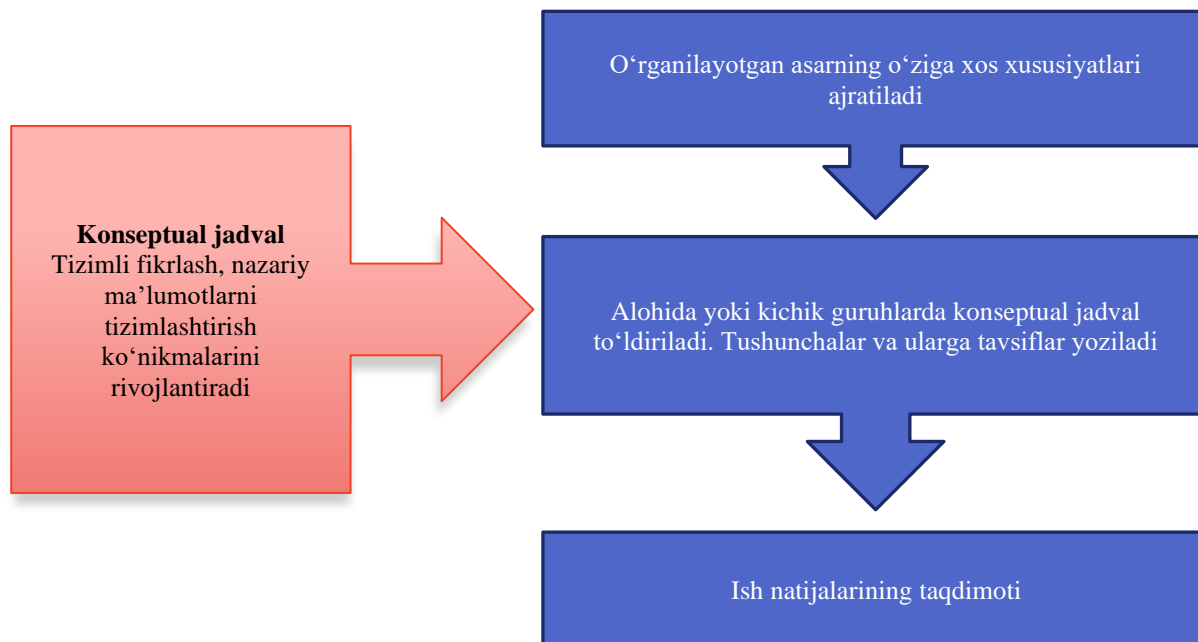 O‘rganilayotgan asarning o‘ziga xos xususiyatlari
ajratiladi
Konseptual jadval
Tizimli fikrlash, nazariy
ma’lumotlarni
tizimlashtirish
ko‘nikmalarini
rivojlantiradi
Alohida yoki kichik guruhlarda konseptual jadval
to‘ldiriladi. Tushunchalar va ularga tavsiflar yoziladi
Ish natijalarining taqdimoti